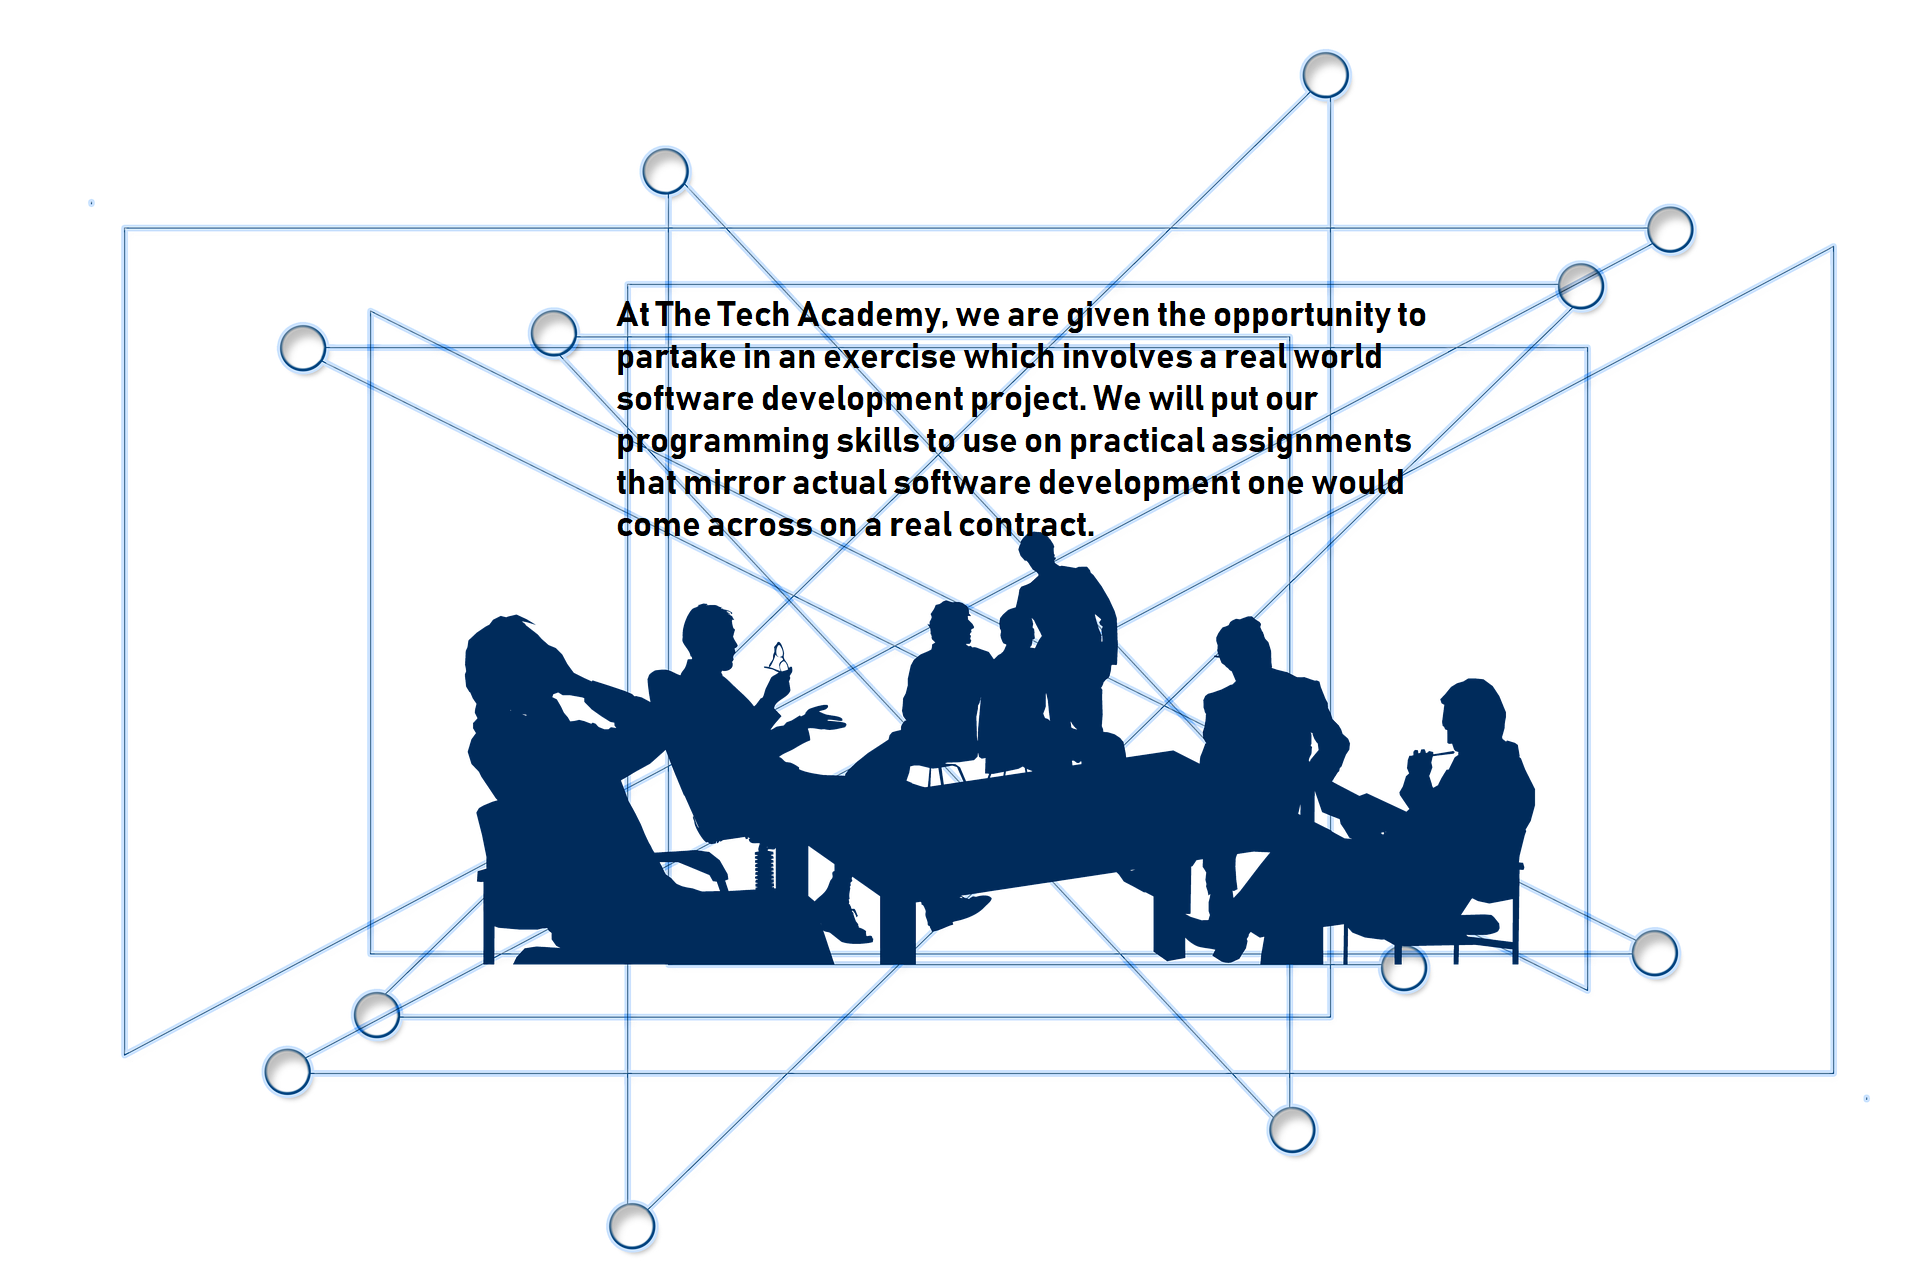 At The Tech Academy, we are given the opportunity to
partake in an exercise which involves a real world
software development project. We will put our
programming skills to use on practical assignments
that mirror actual software development one would
come across on a real contract.